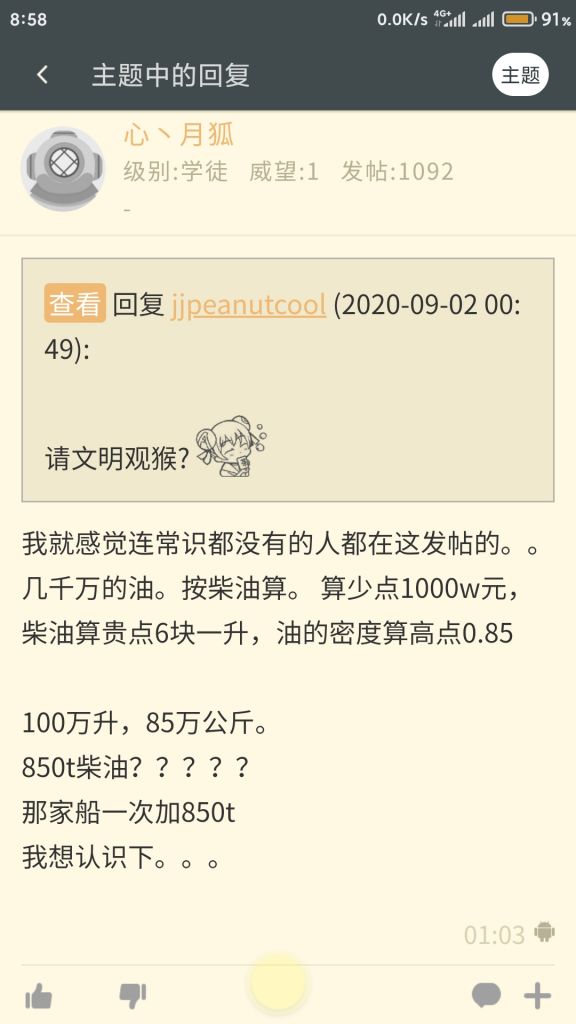 8:58 0.0K/s 4G+ 91%
主题中的回复 主题
心丶月狐
级别:学徒 威望:1 发帖:1092
-
查看 回复 jjpeanutcool (2020-09-02 00:
49):
请文明观猴?
我就感觉连常识都没有的人都在这发帖的。。
几千万的油。按柴油算。 算少点1000w元，
柴油算贵点6块一升，油的密度算高点0.85
100万升，85万公斤。
850t柴油？？？？？
那家船一次加850t
我想认识下。。。
01:03